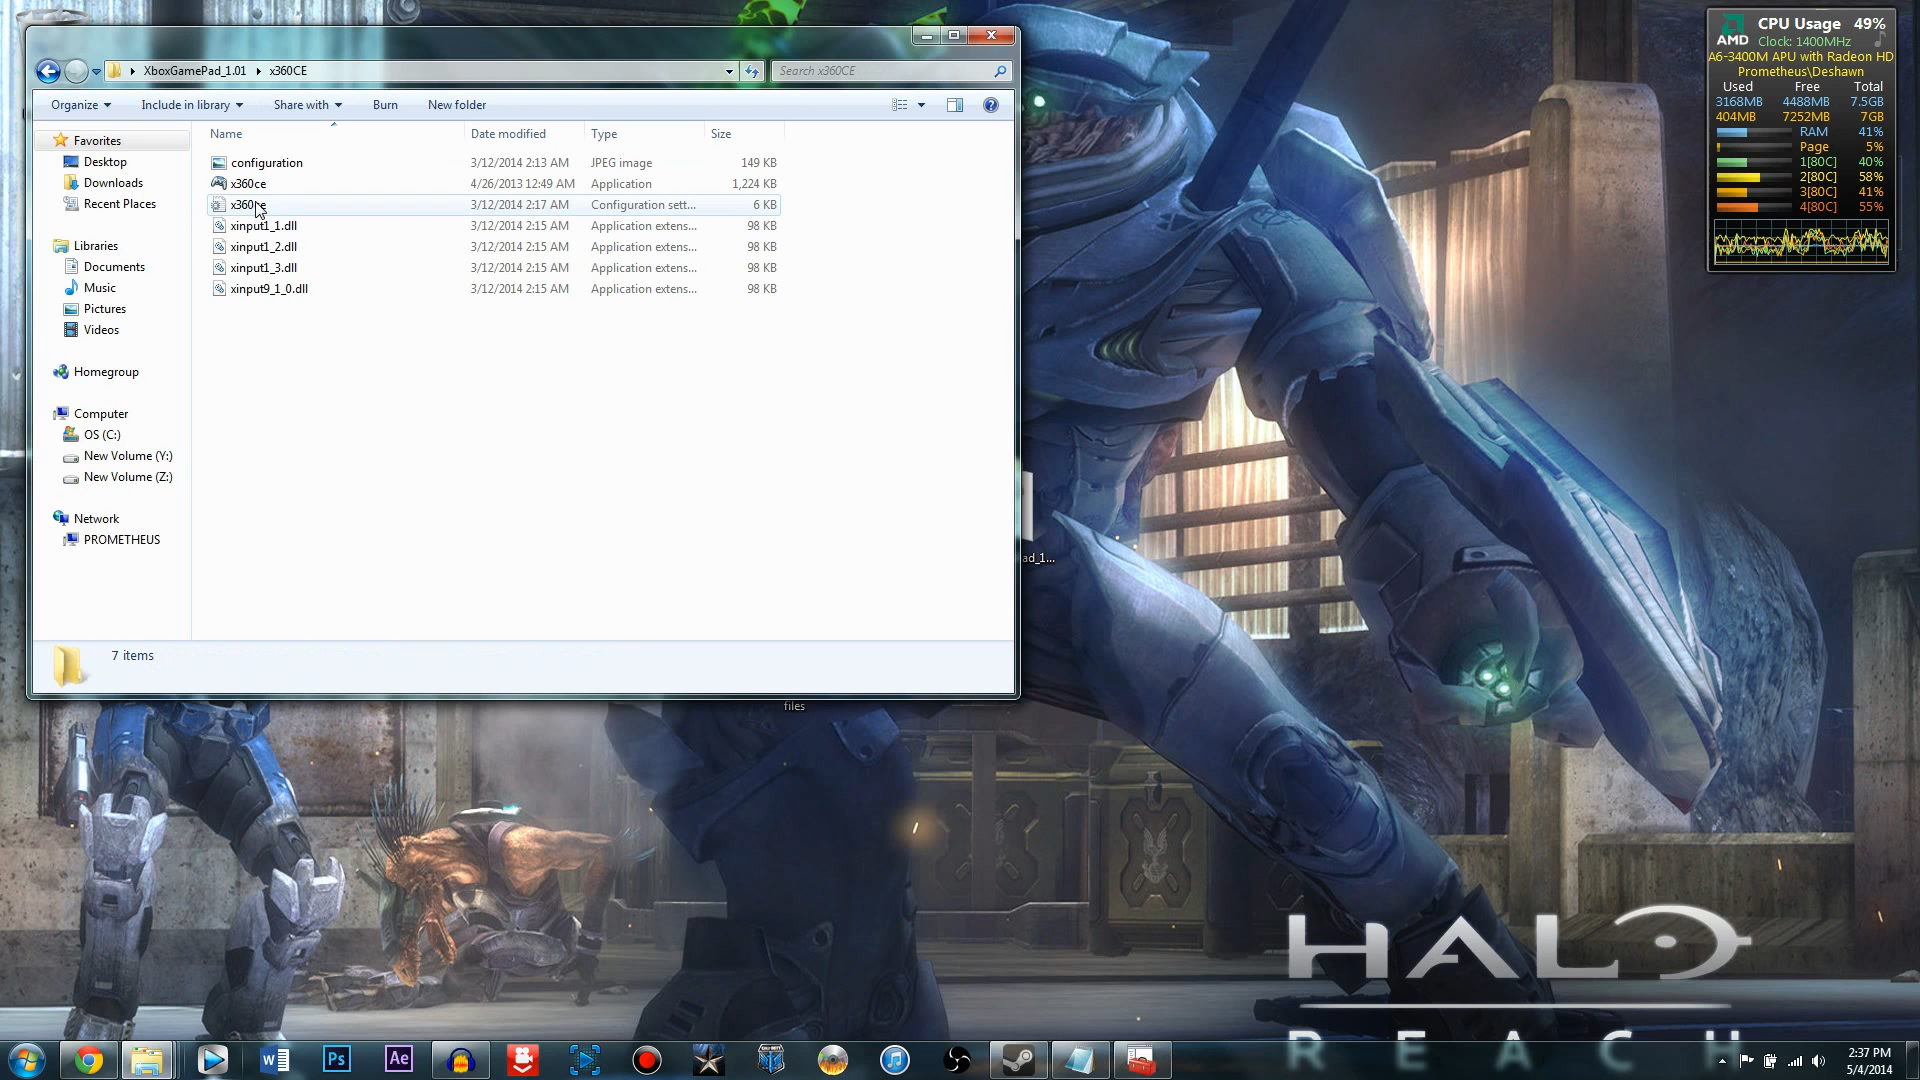 XboxGamePad_1.01 x360CE
Search x360CE
Organize Include in library Share with Burn New folder
Favorites
Desktop
Downloads
Recent Places
Libraries
Documents
Music
Pictures
Videos
Homegroup
Computer
OS (C:)
New Volume (Y:)
New Volume (Z:)
Network
PROMETHEUS
Name Date modified Type Size
configuration 3/12/2014 2:13 AM JPEG image 149 KB
x360ce 4/26/2013 12:49 AM Application 1,224 KB
x360ce 3/12/2014 2:17 AM Configuration sett... 6 KB
xinput1_1.dll 3/12/2014 2:15 AM Application extens... 98 KB
xinput1_2.dll 3/12/2014 2:15 AM Application extens... 98 KB
xinput1_3.dll 3/12/2014 2:15 AM Application extens... 98 KB
xinput9_1_0.dll 3/12/2014 2:15 AM Application extens... 98 KB
7 items
ad_1...
files
AMD CPU Usage 49%
Clock: 1400MHz
A6-3400M APU with Radeon HD
Prometheus\Deshawn
Used Free Total
3168MB 4488MB 7.5GB
404MB 7252MB 7GB
RAM 41%
Page 5%
1[80C] 40%
2[80C] 58%
3[80C] 41%
4[80C] 55%
HALO
REACH
W Ps Ae
2:37 PM
5/4/2014